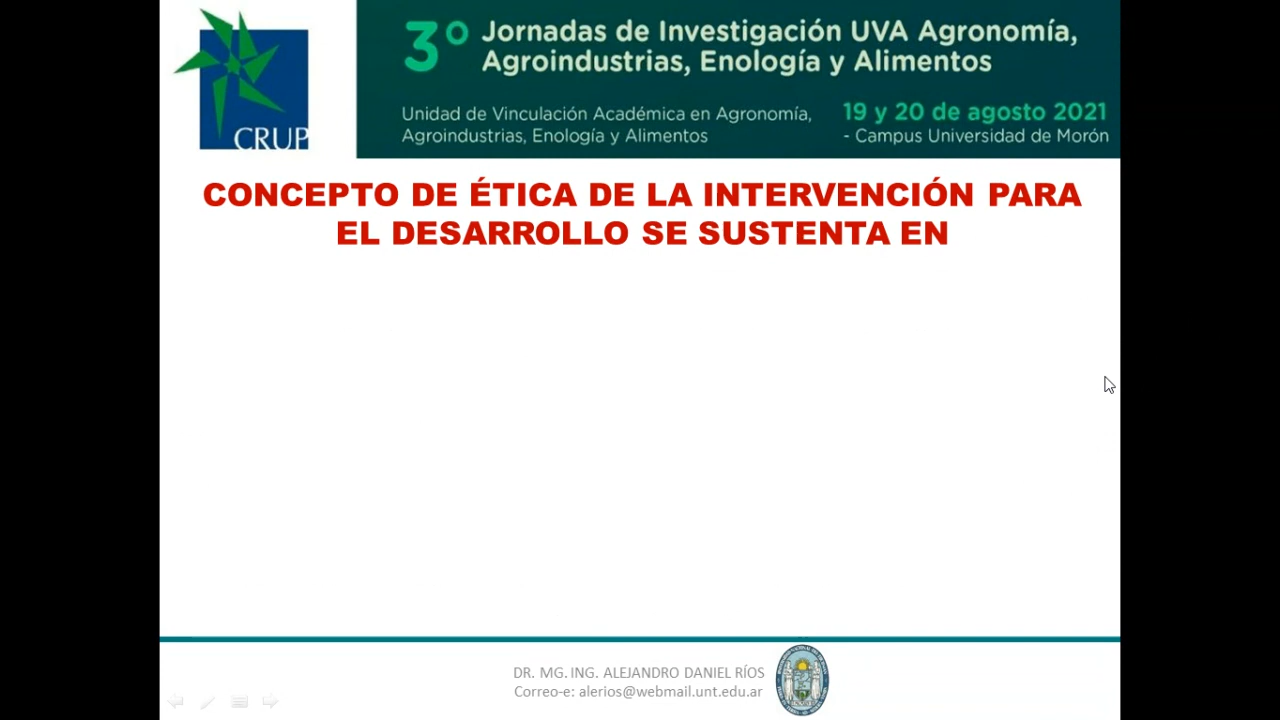 CRUP
3º Jornadas de Investigación UVA Agronomía,
Agroindustrias, Enología y Alimentos
Unidad de Vinculación Académica en Agronomía,
Agroindustrias, Enología y Alimentos
19 y 20 de agosto 2021
- Campus Universidad de Morón
CONCEPTO DE ÉTICA DE LA INTERVENCIÓN PARA
EL DESARROLLO SE SUSTENTA EN
DR. MG. ING. ALEJANDRO DANIEL RÍOS
Correo-e: alerios@webmail.unt.edu.ar